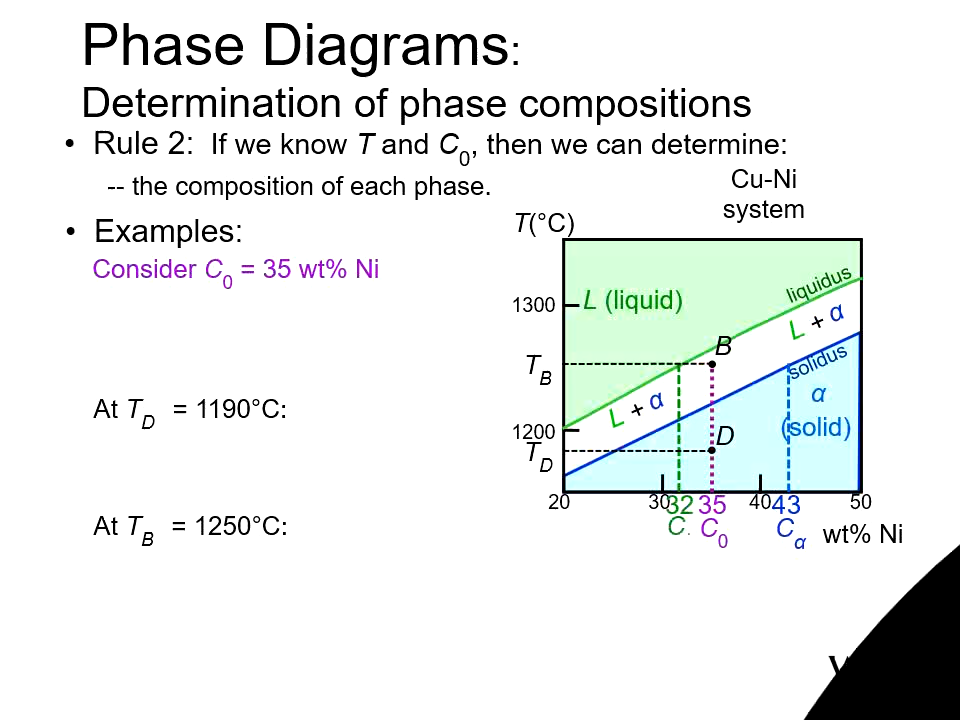 Phase Diagrams:
Determination of phase compositions
• Rule 2: If we know T and C0, then we can determine:
-- the composition of each phase.
• Examples:
Consider C0 = 35 wt% Ni
At TD = 1190°C:
At TB = 1250°C:
Cu-Ni
system
T(°C)
L (liquid)
liquidus
1300
L + α
B
TB
solidus
α
L + α
(solid)
1200
D
TD
20
30
40
50
32
35
43
C
C0
Cα
wt% Ni